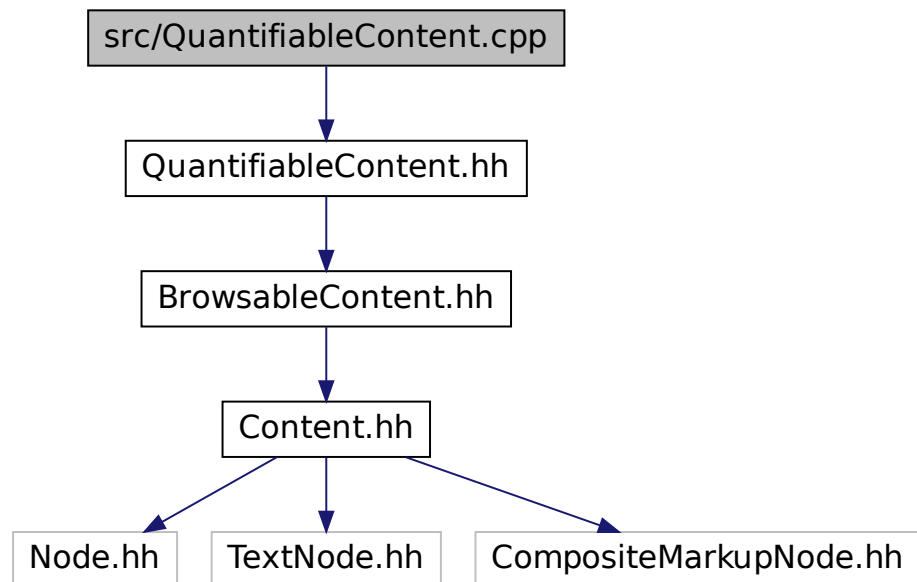 src/QuantifiableContent.cpp
QuantifiableContent.hh
BrowsableContent.hh
Content.hh
Node.hh
TextNode.hh
CompositeMarkupNode.hh